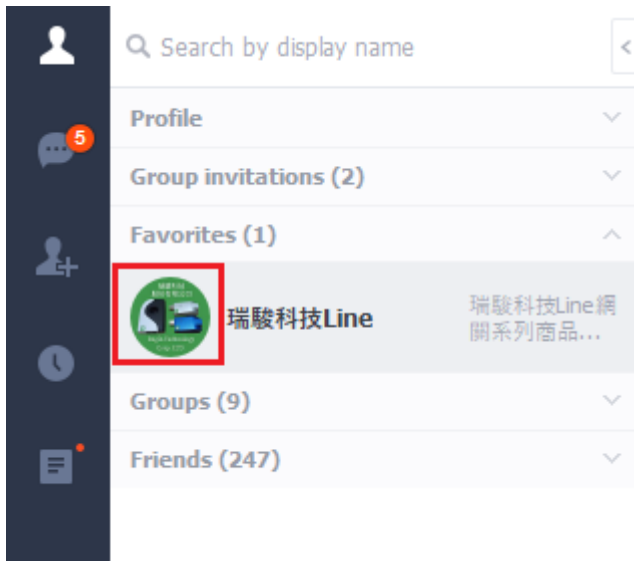 Search by display name
<
5
Profile
Group invitations (2)
Favorites (1)
瑞駿科技Line
瑞駿科技Line網
關系列商品...
Groups (9)
Friends (247)